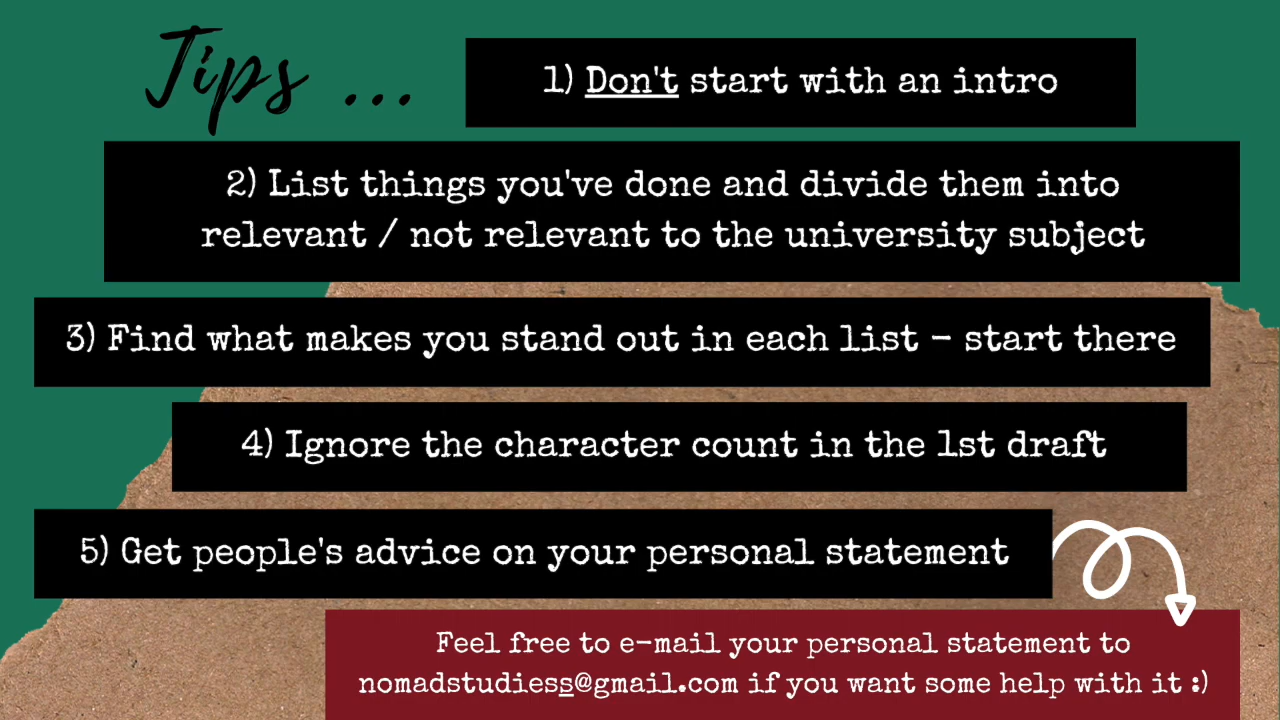 Tips ...
1) Don't start with an intro
2) List things you've done and divide them into
relevant / not relevant to the university subject
3) Find what makes you stand out in each list - start there
4) Ignore the character count in the 1st draft
5) Get people's advice on your personal statement
Feel free to e-mail your personal statement to
nomadstudiess@gmail.com if you want some help with it :)